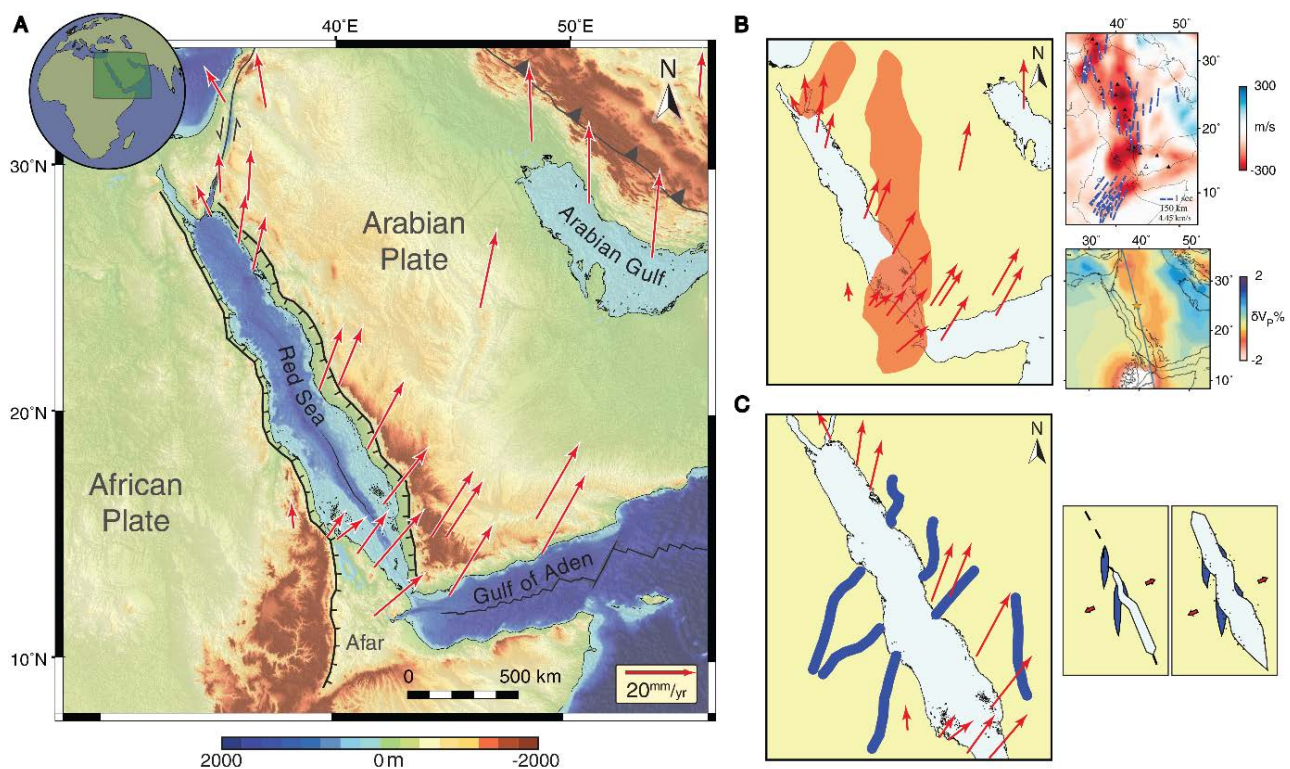 A
40°E
50°E
N
30°N
Arabian
Plate
Arabian Gulf
Red Sea
20°N
African
Plate
Gulf of Aden
Afar
10°N
0
500 km
20mm/yr
2000
0 m
-2000
B
N
40°
50°
30°
20°
10°
1 sec
150 km
4.45 km/s
300
m/s
-300
30°
40°
50°
30°
20°
10°
2
δVP%
-2
C
N